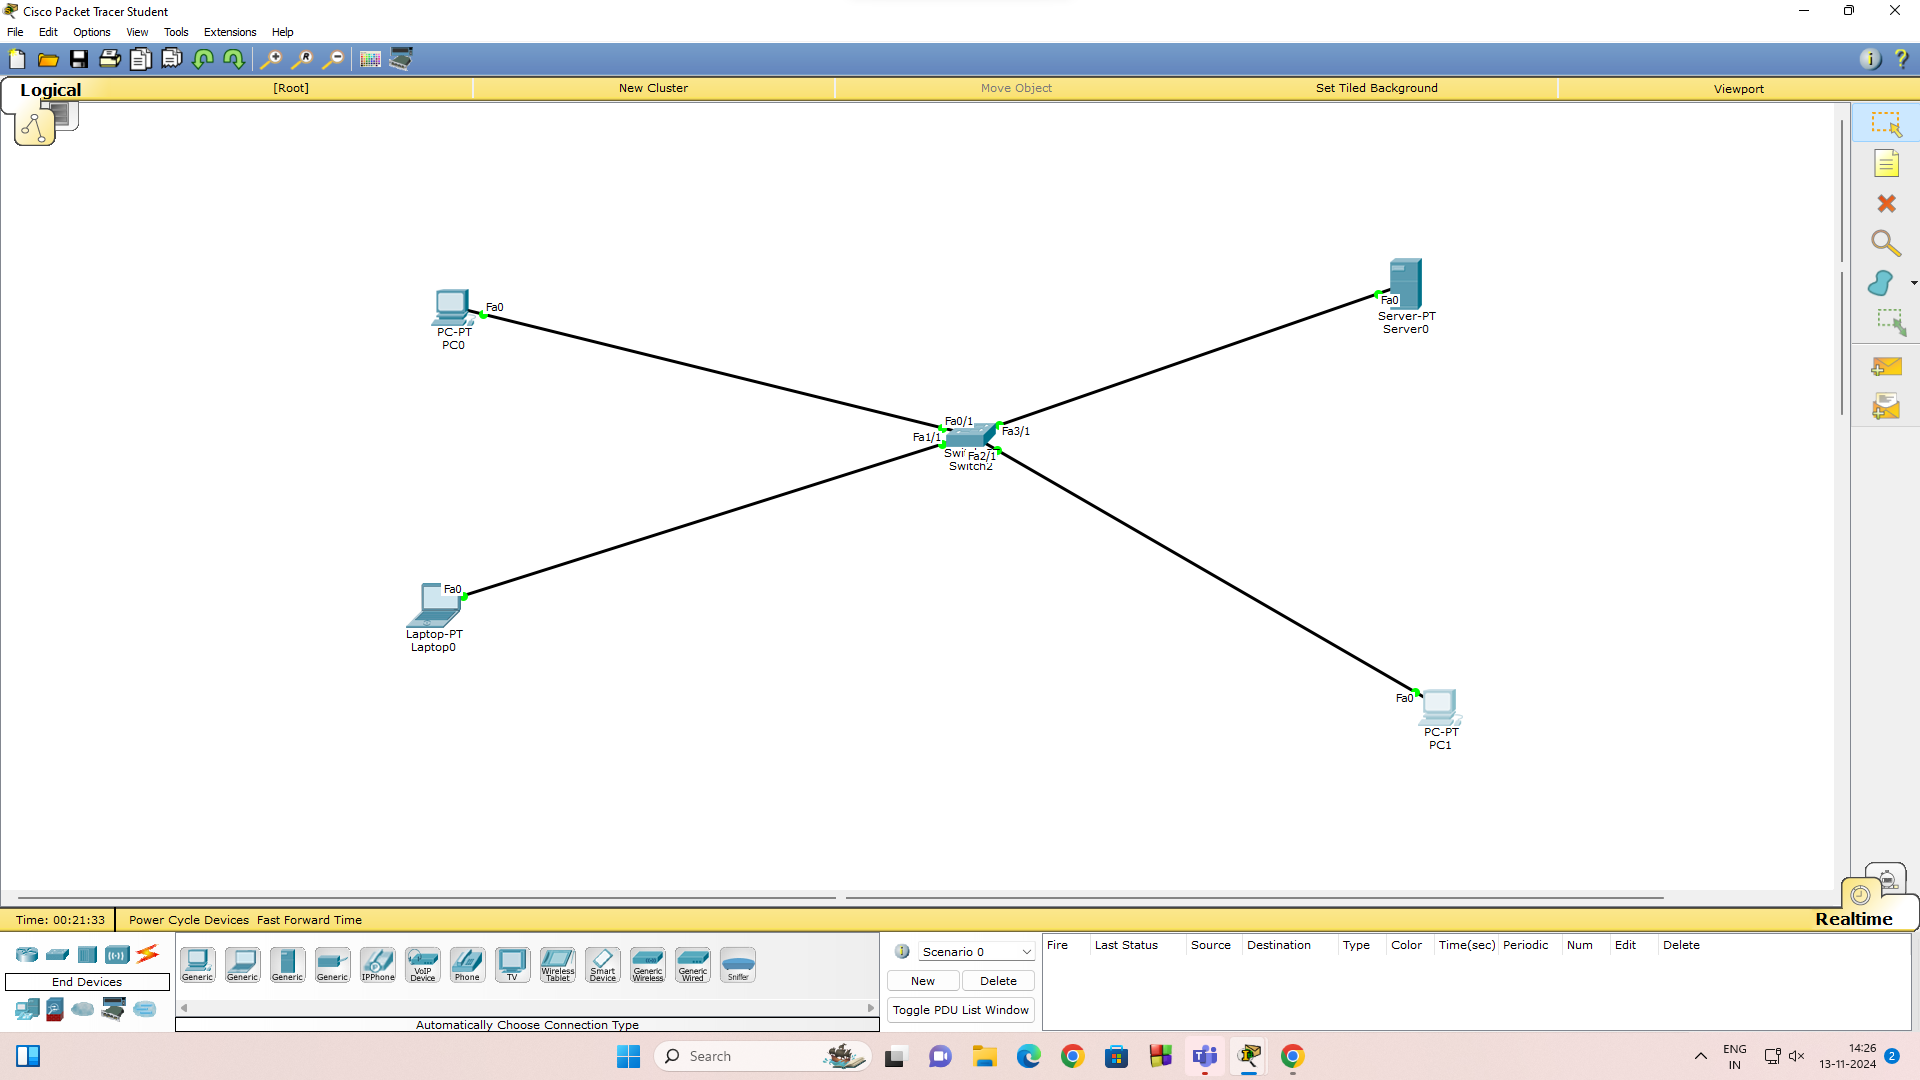 Cisco Packet Tracer Student
File Edit Options View Tools Extensions Help
Logical [Root] New Cluster Move Object Set Tiled Background Viewport
Fa0
PC-PT
PC0
Fa0
Server-PT
Server0
Fa0/1
Fa1/1
Fa3/1
Swi
Fa2/1
Switch2
Fa0
Laptop-PT
Laptop0
Fa0
PC-PT
PC1
Time: 00:21:33 Power Cycle Devices Fast Forward Time
Realtime
End Devices
Generic Generic Generic Generic IPPhone VoIP Device Phone TV Wireless Tablet Smart Device Generic Wireless Generic Wired Sniffer
Automatically Choose Connection Type
Scenario 0
New Delete
Toggle PDU List Window
Fire Last Status Source Destination Type Color Time(sec) Periodic Num Edit Delete
Search
ENG
IN
14:26
13-11-2024
2